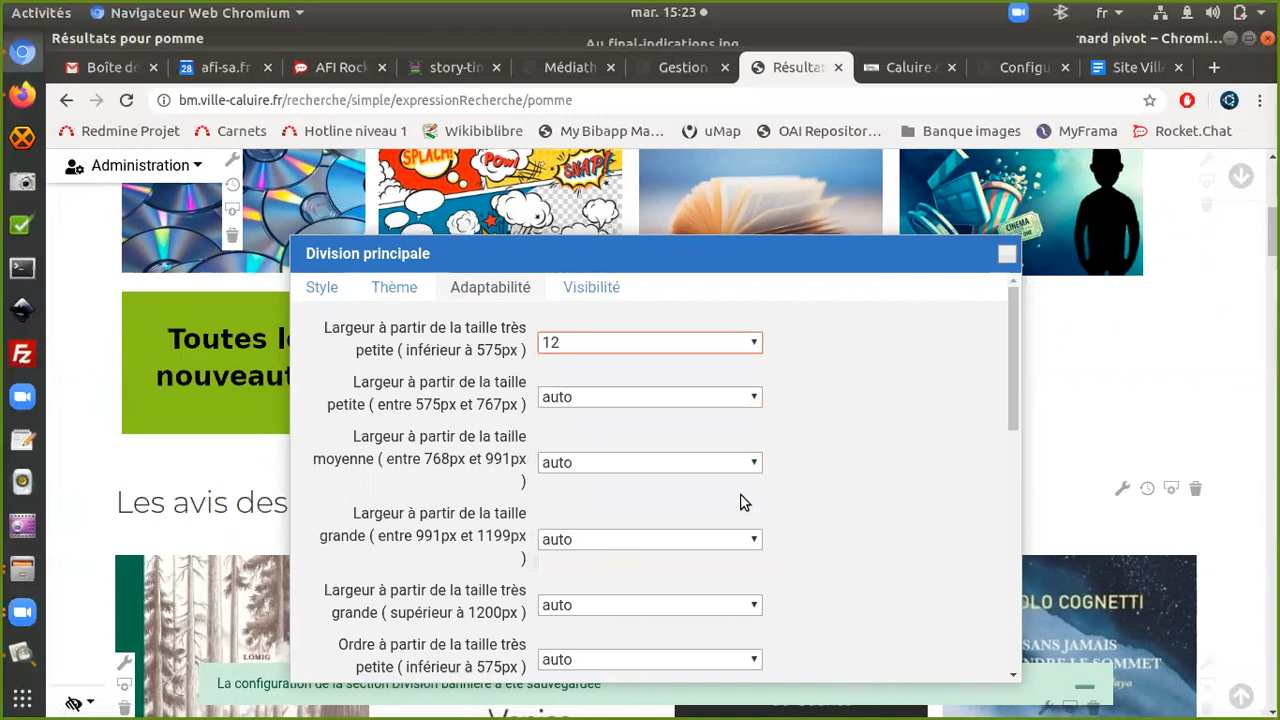 Activités Navigateur Web Chromium mar. 15:23 fr
Résultats pour pomme Au final-indications.jpg rnard pivot – Chromi…
Boîte de afi-sa.fr AFI Rock story-tin Médiath Gestion Résultat Caluire & Configu Site Ville
bm.ville-caluire.fr/recherche/simple/expressionRecherche/pomme
Redmine Projet Carnets Hotline niveau 1 Wikibiblibre My Bibapp Ma… uMap OAI Repositor… Banque images MyFrama Rocket.Chat
Administration
SPLACH! POW! SNAP!
CINEMA
Toutes l
nouveaut
Division principale
Style Thème Adaptabilité Visibilité
Largeur à partir de la taille très
petite ( inférieur à 575px )
12
Largeur à partir de la taille
petite ( entre 575px et 767px )
auto
Largeur à partir de la taille
moyenne ( entre 768px et 991px
)
auto
Largeur à partir de la taille
grande ( entre 991px et 1199px
)
auto
Largeur à partir de la taille très
grande ( supérieur à 1200px )
auto
Ordre à partir de la taille très
petite ( inférieur à 575px )
auto
Les avis des
OLO COGNETTI
SANS JAMAIS
NDRE LE SOMMET
LOMIG
La configuration de la section Division bannière a été sauvegardée
Venise